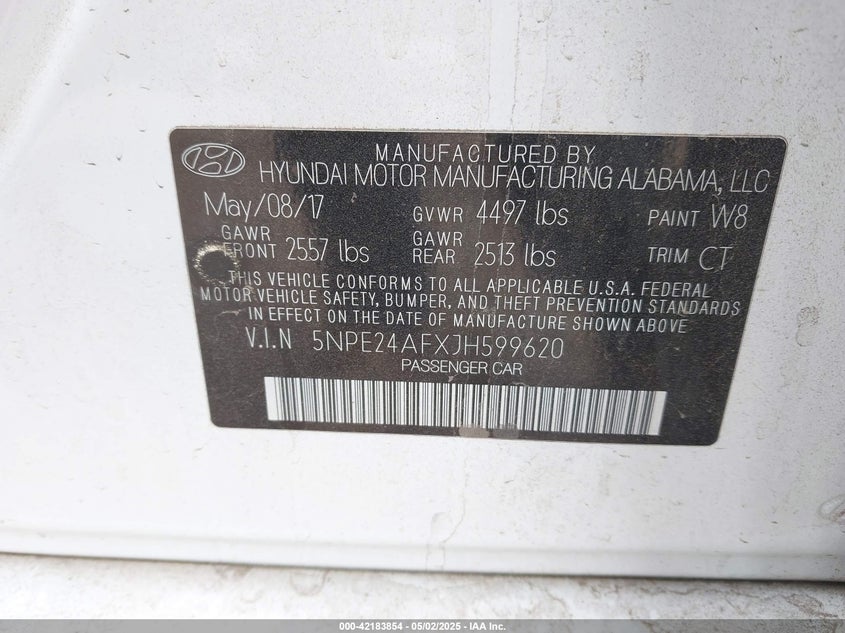 MANUFACTURED BY
HYUNDAI MOTOR MANUFACTURING ALABAMA, LLC
May/08/17 GVWR 4497 lbs PAINT W8
GAWR FRONT 2557 lbs GAWR REAR 2513 lbs TRIM CT
THIS VEHICLE CONFORMS TO ALL APPLICABLE U.S.A. FEDERAL
MOTOR VEHICLE SAFETY, BUMPER, AND THEFT PREVENTION STANDARDS
IN EFFECT ON THE DATE OF MANUFACTURE SHOWN ABOVE
V.I.N 5NPE24AFXJH599620
PASSENGER CAR
000-42183854 - 05/02/2025 - IAA Inc.